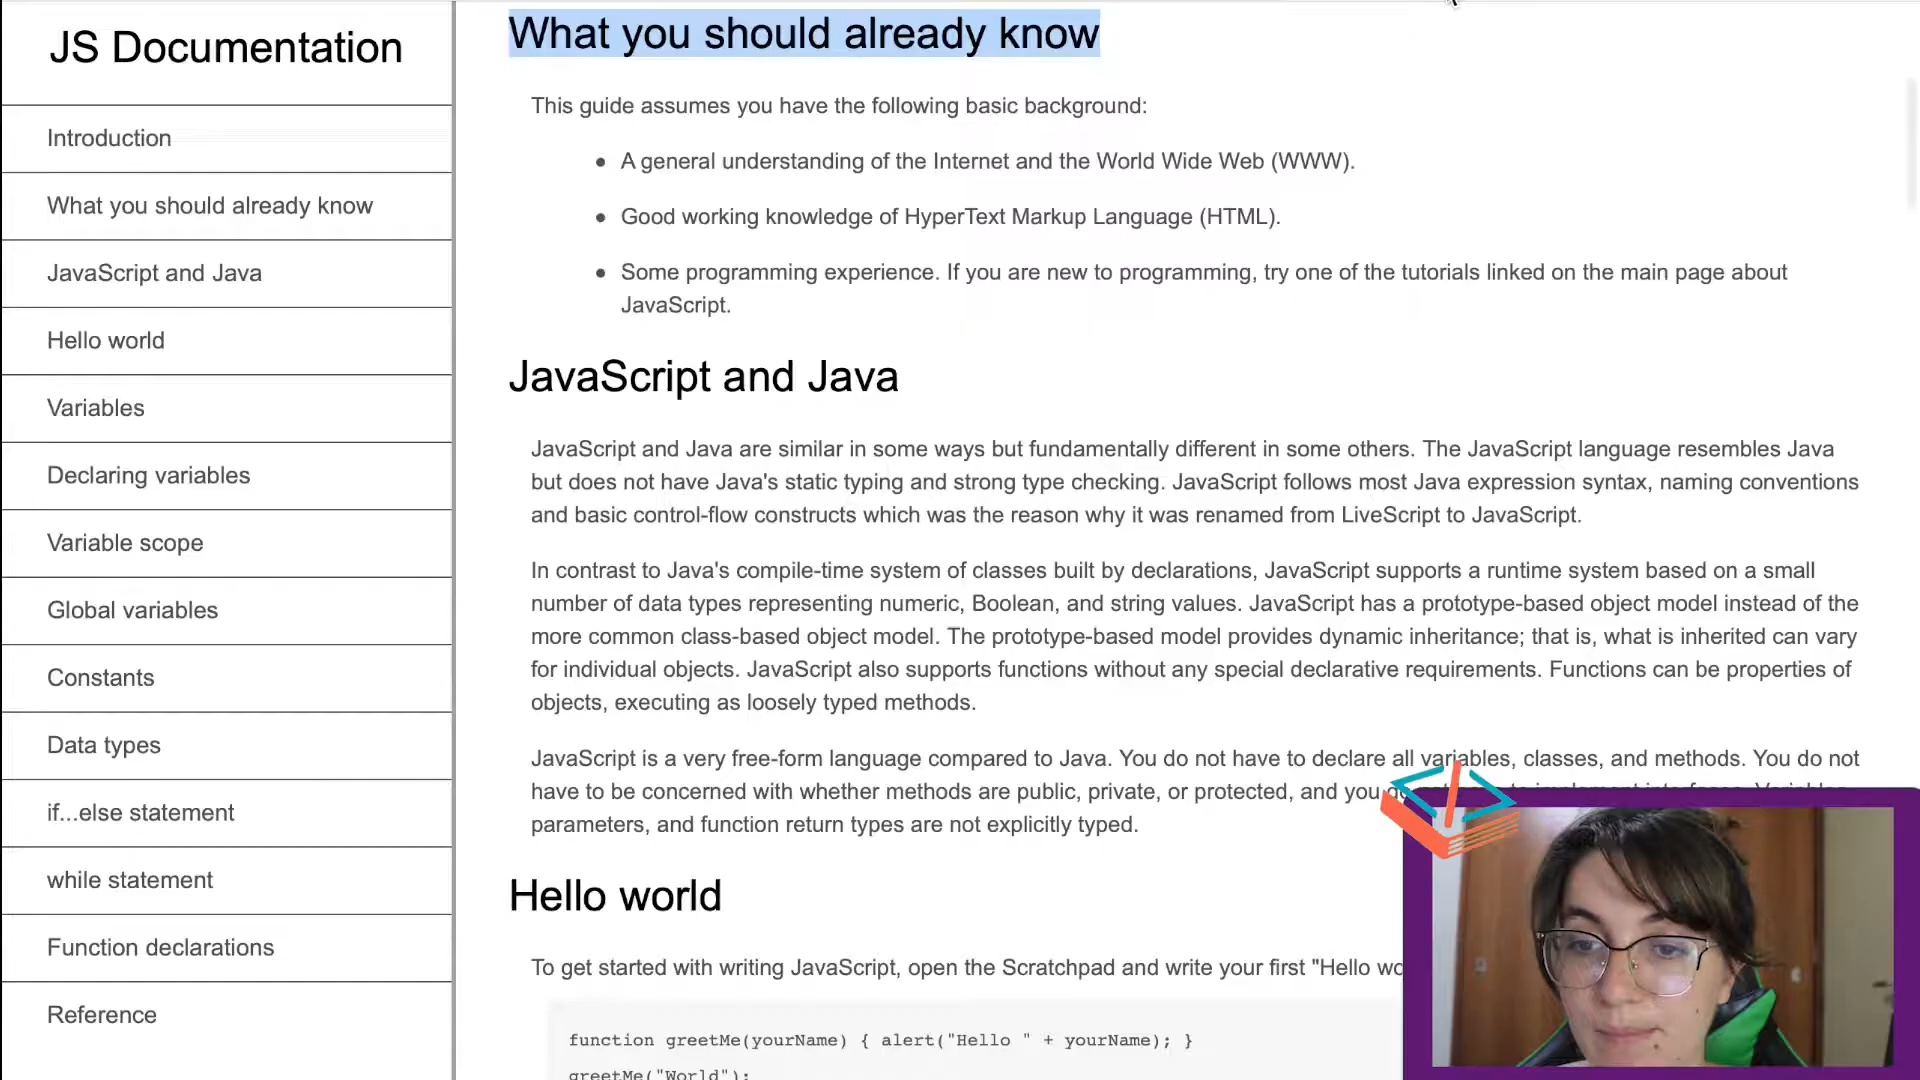 JS Documentation
Introduction
What you should already know
JavaScript and Java
Hello world
Variables
Declaring variables
Variable scope
Global variables
Constants
Data types
if...else statement
while statement
Function declarations
Reference
What you should already know
This guide assumes you have the following basic background:
A general understanding of the Internet and the World Wide Web (WWW).
Good working knowledge of HyperText Markup Language (HTML).
Some programming experience. If you are new to programming, try one of the tutorials linked on the main page about
JavaScript.
JavaScript and Java
JavaScript and Java are similar in some ways but fundamentally different in some others. The JavaScript language resembles Java
but does not have Java's static typing and strong type checking. JavaScript follows most Java expression syntax, naming conventions
and basic control-flow constructs which was the reason why it was renamed from LiveScript to JavaScript.
In contrast to Java's compile-time system of classes built by declarations, JavaScript supports a runtime system based on a small
number of data types representing numeric, Boolean, and string values. JavaScript has a prototype-based object model instead of the
more common class-based object model. The prototype-based model provides dynamic inheritance; that is, what is inherited can vary
for individual objects. JavaScript also supports functions without any special declarative requirements. Functions can be properties of
objects, executing as loosely typed methods.
JavaScript is a very free-form language compared to Java. You do not have to declare all variables, classes, and methods. You do not
have to be concerned with whether methods are public, private, or protected, and you
parameters, and function return types are not explicitly typed.
Hello world
To get started with writing JavaScript, open the Scratchpad and write your first "Hello
function greetMe(yourName) { alert("Hello " + yourName); }
greetMe("World");